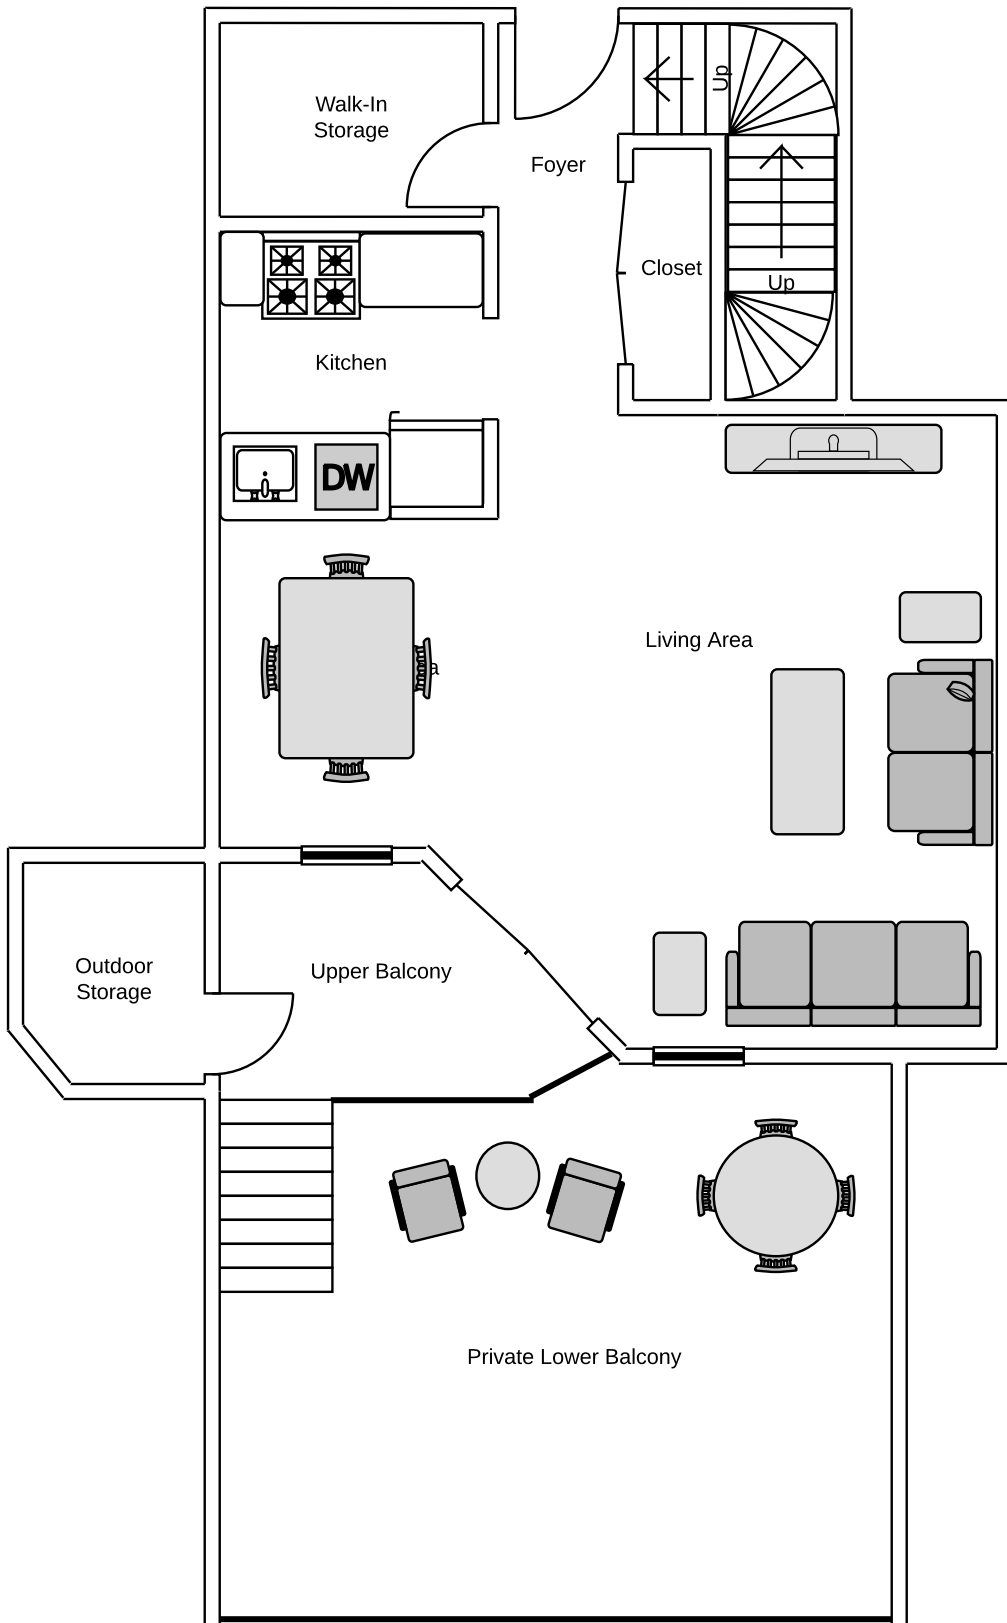 Walk-In
Storage
Up
Foyer
Closet
Up
Kitchen
DW
Living Area
a
Outdoor
Storage
Upper Balcony
Private Lower Balcony